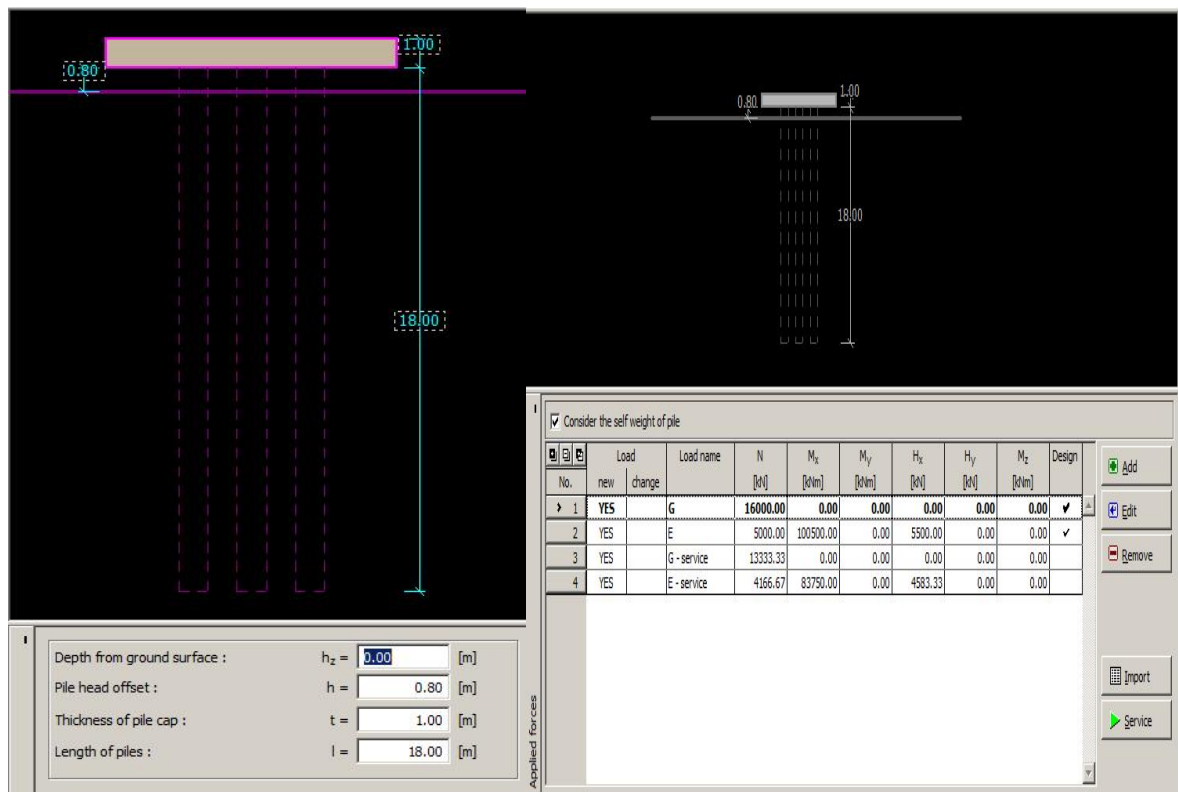 1.00
0.80
18.00
Depth from ground surface : hz = 0.00 [m]
Pile head offset : h = 0.80 [m]
Thickness of pile cap : t = 1.00 [m]
Length of piles : l = 18.00 [m]
0.80
1.00
18.00
Applied forces
Consider the self weight of pile
Load Load name N Mx My Hx Hy Mz Design
No. new change [kN] [kNm] [kNm] [kN] [kN] [kNm]
> 1 YES G 16000.00 0.00 0.00 0.00 0.00 0.00
2 YES E 5000.00 100500.00 0.00 5500.00 0.00 0.00
3 YES G - service 13333.33 0.00 0.00 0.00 0.00 0.00
4 YES E - service 4166.67 83750.00 0.00 4583.33 0.00 0.00
Add
Edit
Remove
Import
Service